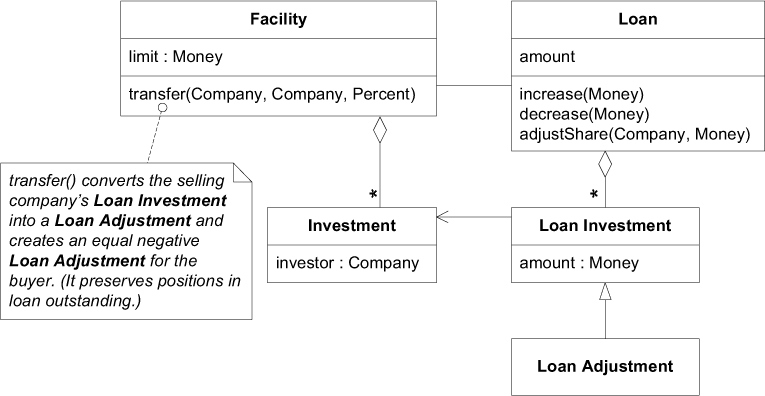 Facility
limit : Money
transfer(Company, Company, Percent)
Loan
amount
increase(Money)
decrease(Money)
adjustShare(Company, Money)
transfer() converts the selling
company's Loan Investment
into a Loan Adjustment and
creates an equal negative
Loan Adjustment for the
buyer. (It preserves positions in
loan outstanding.)
*
*
Investment
investor : Company
Loan Investment
amount : Money
Loan Adjustment